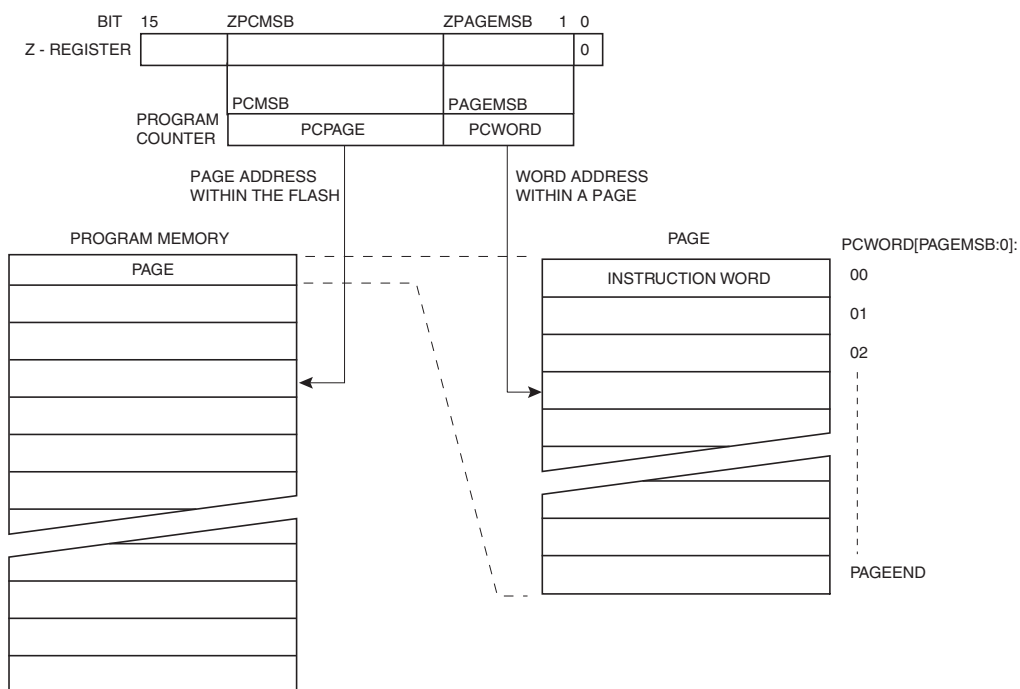 BIT 15 ZPCMSB ZPAGEMSB 1 0
Z - REGISTER 0
PCMSB PAGEMSB
PROGRAM
COUNTER
PCPAGE PCWORD
PAGE ADDRESS
WITHIN THE FLASH
WORD ADDRESS
WITHIN A PAGE
PROGRAM MEMORY
PAGE
PAGE
PCWORD[PAGEMSB:0]:
INSTRUCTION WORD
00
01
02
PAGEEND